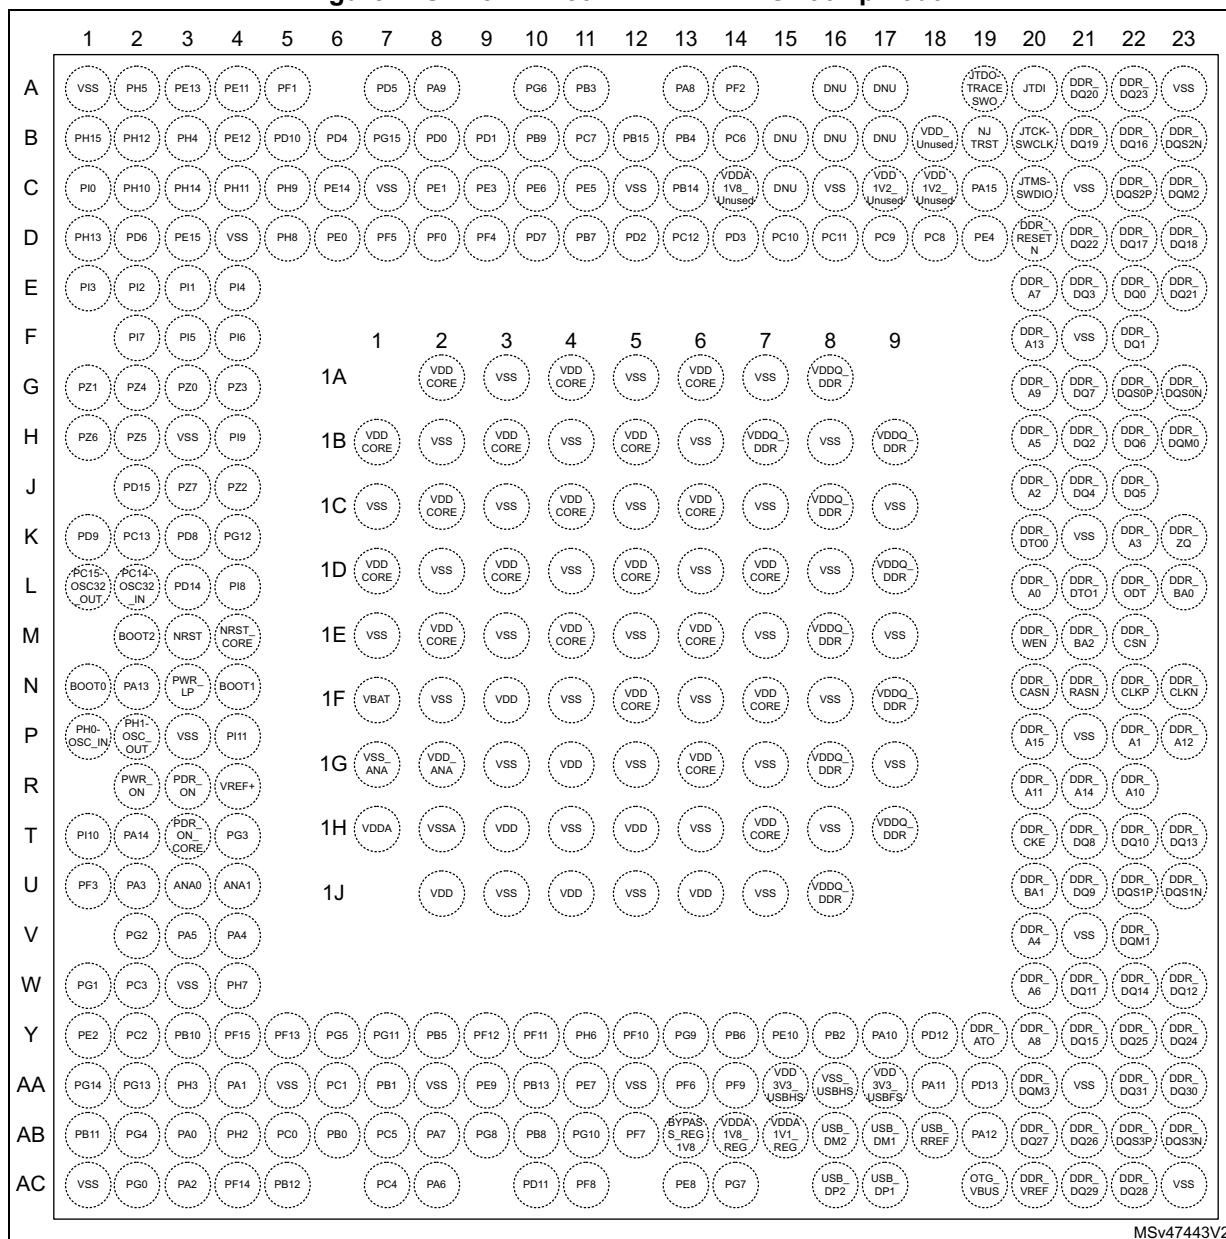 1 2 3 4 5 6 7 8 9 10 11 12 13 14 15 16 17 18 19 20 21 22 23
A VSS PH5 PE13 PE11 PF1 PD5 PA9 PG6 PB3 PA8 PF2 DNU DNU JTDO-TRACESWO JTDI DDR_DQ20 DDR_DQ23 VSS
B PH15 PH12 PH4 PE12 PD10 PD4 PG15 PD0 PD1 PB9 PC7 PB15 PB4 PC6 DNU DNU DNU VDD_Unused NJTRST JTCK-SWCLK DDR_DQ19 DDR_DQ16 DDR_DQS2N
C PI0 PH10 PH14 PH11 PH9 PE14 VSS PE1 PE3 PE6 PE5 VSS PB14 VDDA1V8_Unused DNU VSS VDD1V2_Unused VDD1V2_Unused PA15 JTMS-SWDIO VSS DDR_DQS2P DDR_DQM2
D PH13 PD6 PE15 VSS PH8 PE0 PF5 PF0 PF4 PD7 PB7 PD2 PC12 PD3 PC10 PC11 PC9 PC8 PE4 DDR_RESETN DDR_DQ22 DDR_DQ17 DDR_DQ18
E PI3 PI2 PI1 PI4 DDR_A7 DDR_DQ3 DDR_DQ0 DDR_DQ21
F PI7 PI5 PI6 DDR_A13 VSS DDR_DQ1
1 2 3 4 5 6 7 8 9
1A VDDCORE VSS VDDCORE VSS VDDCORE VSS VDDQ_DDR
G PZ1 PZ4 PZ0 PZ3 DDR_A9 DDR_DQ7 DDR_DQS0P DDR_DQS0N
H PZ6 PZ5 VSS PI9 DDR_A5 DDR_DQ2 DDR_DQ6 DDR_DQM0
1B VDDCORE VSS VDDCORE VSS VDDCORE VSS VDDQ_DDR VSS VDDQ_DDR
J PD15 PZ7 PZ2 DDR_A2 DDR_DQ4 DDR_DQ5
1C VSS VDDCORE VSS VDDCORE VSS VDDCORE VSS VDDQ_DDR VSS
K PD9 PC13 PD8 PG12 DDR_DTO0 VSS DDR_A3 DDR_ZQ
1D VDDCORE VSS VDDCORE VSS VDDCORE VSS VDDCORE VSS VDDQ_DDR
L PC15-OSC32_OUT PC14-OSC32_IN PD14 PI8 DDR_A0 DDR_DTO1 DDR_ODT DDR_BA0
M BOOT2 NRST NRST_CORE DDR_WEN DDR_BA2 DDR_CSN
1E VSS VDDCORE VSS VDDCORE VSS VDDCORE VSS VDDQ_DDR VSS
N BOOT0 PA13 PWR_LP BOOT1 DDR_CASN DDR_RASN DDR_CLKP DDR_CLKN
1F VBAT VSS VDD VSS VDDCORE VSS VDDCORE VSS VDDQ_DDR
P PH0-OSC_IN PH1-OSC_OUT VSS PI11 DDR_A15 VSS DDR_A1 DDR_A12
1G VSS_ANA VDD_ANA VSS VDD VSS VDDCORE VSS VDDQ_DDR VSS
R PWR_ON PDR_ON VREF+ DDR_A11 DDR_A14 DDR_A10
1H VDDA VSSA VDD VSS VDD VSS VDDCORE VSS VDDQ_DDR
T PI10 PA14 PDR_ON_CORE PG3 DDR_CKE DDR_DQ8 DDR_DQ10 DDR_DQ13
U PF3 PA3 ANA0 ANA1 DDR_BA1 DDR_DQ9 DDR_DQS1P DDR_DQS1N
1J VDD VSS VDD VSS VDD VSS VDDQ_DDR
V PG2 PA5 PA4 DDR_A4 VSS DDR_DQM1
W PG1 PC3 VSS PH7 DDR_A6 DDR_DQ11 DDR_DQ14 DDR_DQ12
Y PE2 PC2 PB10 PF15 PF13 PG5 PG11 PB5 PF12 PF11 PH6 PF10 PG9 PB6 PE10 PB2 PA10 PD12 DDR_ATO DDR_A8 DDR_DQ15 DDR_DQ25 DDR_DQ24
AA PG14 PG13 PH3 PA1 VSS PC1 PB1 VSS PE9 PB13 PE7 VSS PF6 PF9 VDD3V3_USBHS VSS_USBHS VDD3V3_USBFS PA11 PD13 DDR_DQM3 VSS DDR_DQ31 DDR_DQ30
AB PB11 PG4 PA0 PH2 PC0 PB0 PC5 PA7 PG8 PB8 PG10 PF7 BYPASS_REG1V8 VDDA1V8_REG VDDA1V1_REG USB_DM2 USB_DM1 USB_RREF PA12 DDR_DQ27 DDR_DQ26 DDR_DQS3P DDR_DQS3N
AC VSS PG0 PA2 PF14 PB12 PC4 PA6 PD11 PF8 PE8 PG7 USB_DP2 USB_DP1 OTG_VBUS DDR_VREF DDR_DQ29 DDR_DQ28 VSS
MSv47443V2